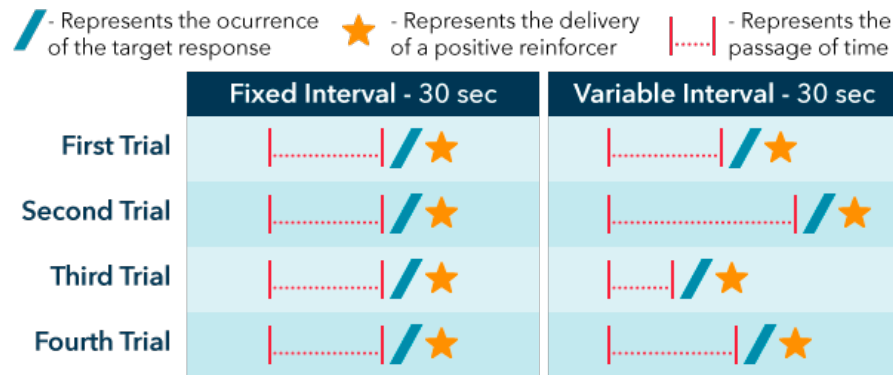 - Represents the ocurrence
of the target response
- Represents the delivery
of a positive reinforcer
- Represents the
passage of time
Fixed Interval - 30 sec
Variable Interval - 30 sec
First Trial
Second Trial
Third Trial
Fourth Trial